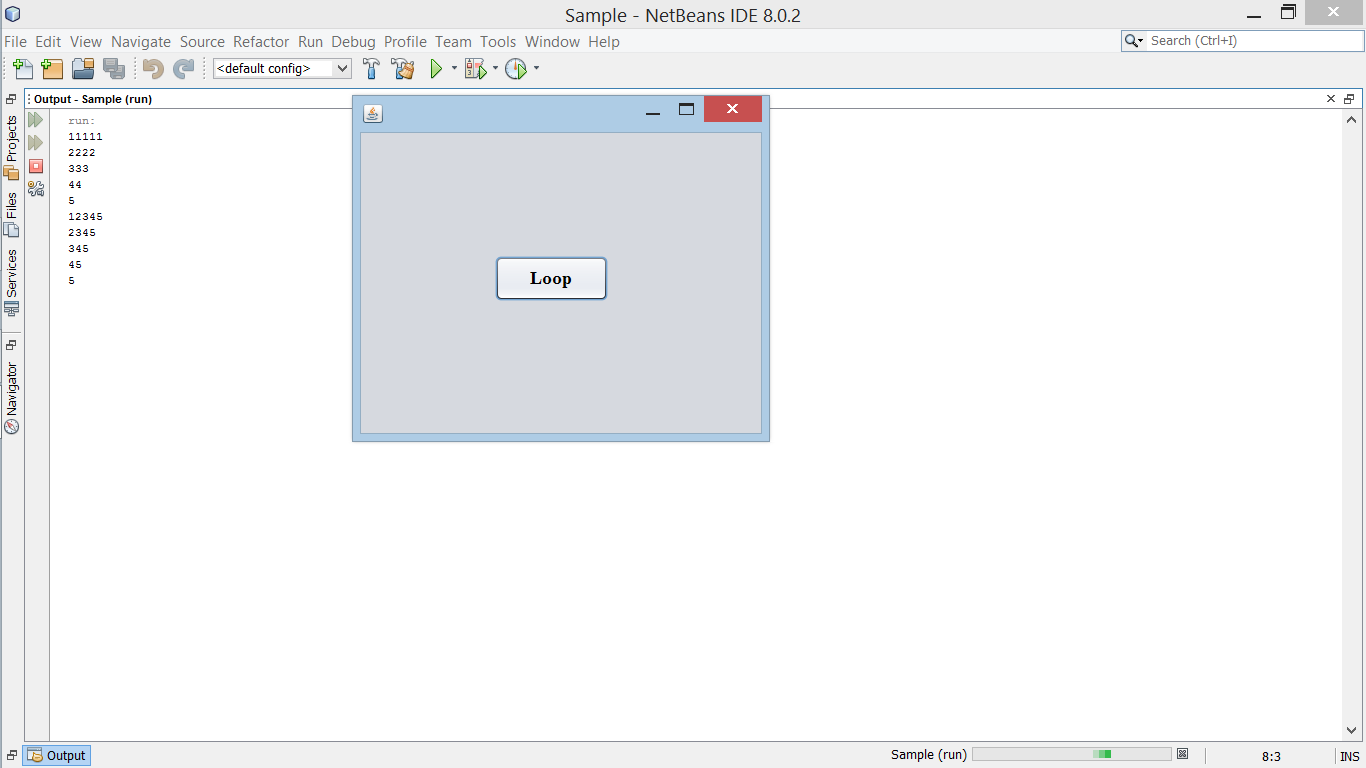 Sample - NetBeans IDE 8.0.2
File Edit View Navigate Source Refactor Run Debug Profile Team Tools Window Help
Search (Ctrl+I)
<default config>
Output - Sample (run)
Projects
Files
Services
Navigator
run:
11111
2222
333
44
5
12345
2345
345
45
5
Loop
Output
Sample (run)
8:3
INS